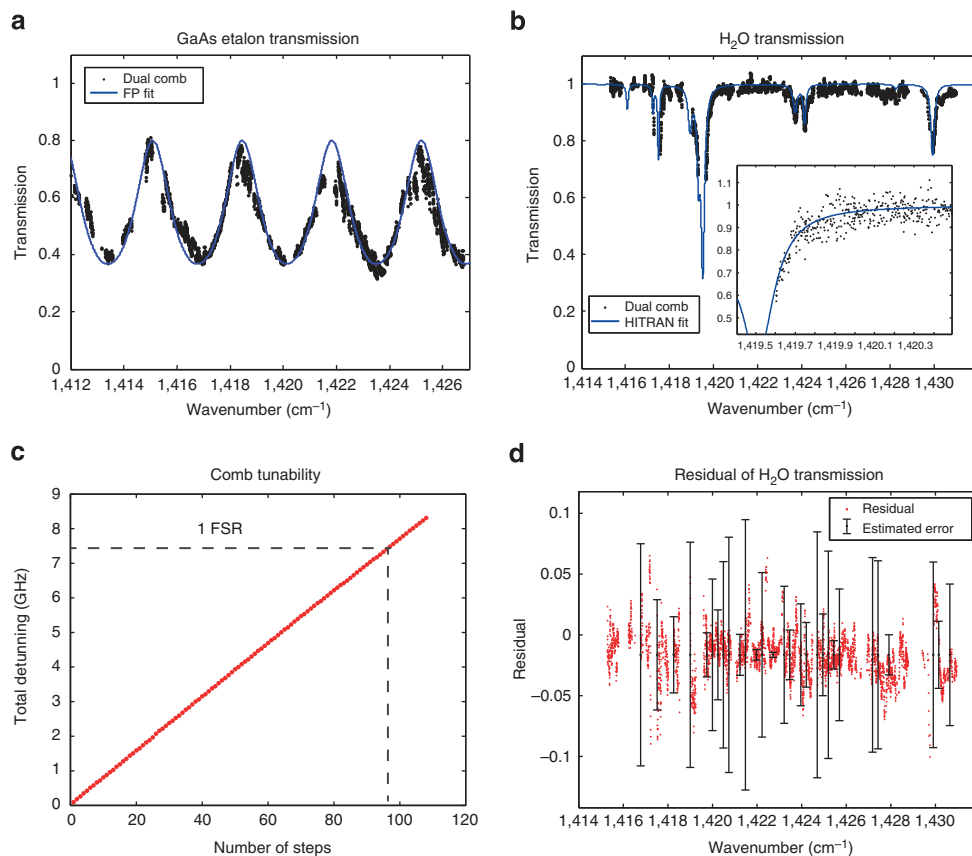 a
GaAs etalon transmission
Dual comb
FP fit
1
0.8
0.6
0.4
0.2
0
Transmission
1,412 1,414 1,416 1,418 1,420 1,422 1,424 1,426
Wavenumber (cm⁻¹)
b
H₂O transmission
1
0.8
0.6
0.4
0.2
0
Transmission
1.1
1.0
0.9
0.8
0.7
0.6
0.5
1,419.5 1,419.7 1,419.9 1,420.1 1,420.3
Dual comb
HITRAN fit
1,414 1,416 1,418 1,420 1,422 1,424 1,426 1,428 1,430
Wavenumber (cm⁻¹)
c
Comb tunability
9
8
7
6
5
4
3
2
1
0
1 FSR
Total detunning (GHz)
0 20 40 60 80 100 120
Number of steps
d
Residual of H₂O transmission
Residual
Estimated error
0.1
0.05
0
−0.05
−0.1
Residual
1,414 1,416 1,418 1,420 1,422 1,424 1,426 1,428 1,430
Wavenumber (cm⁻¹)